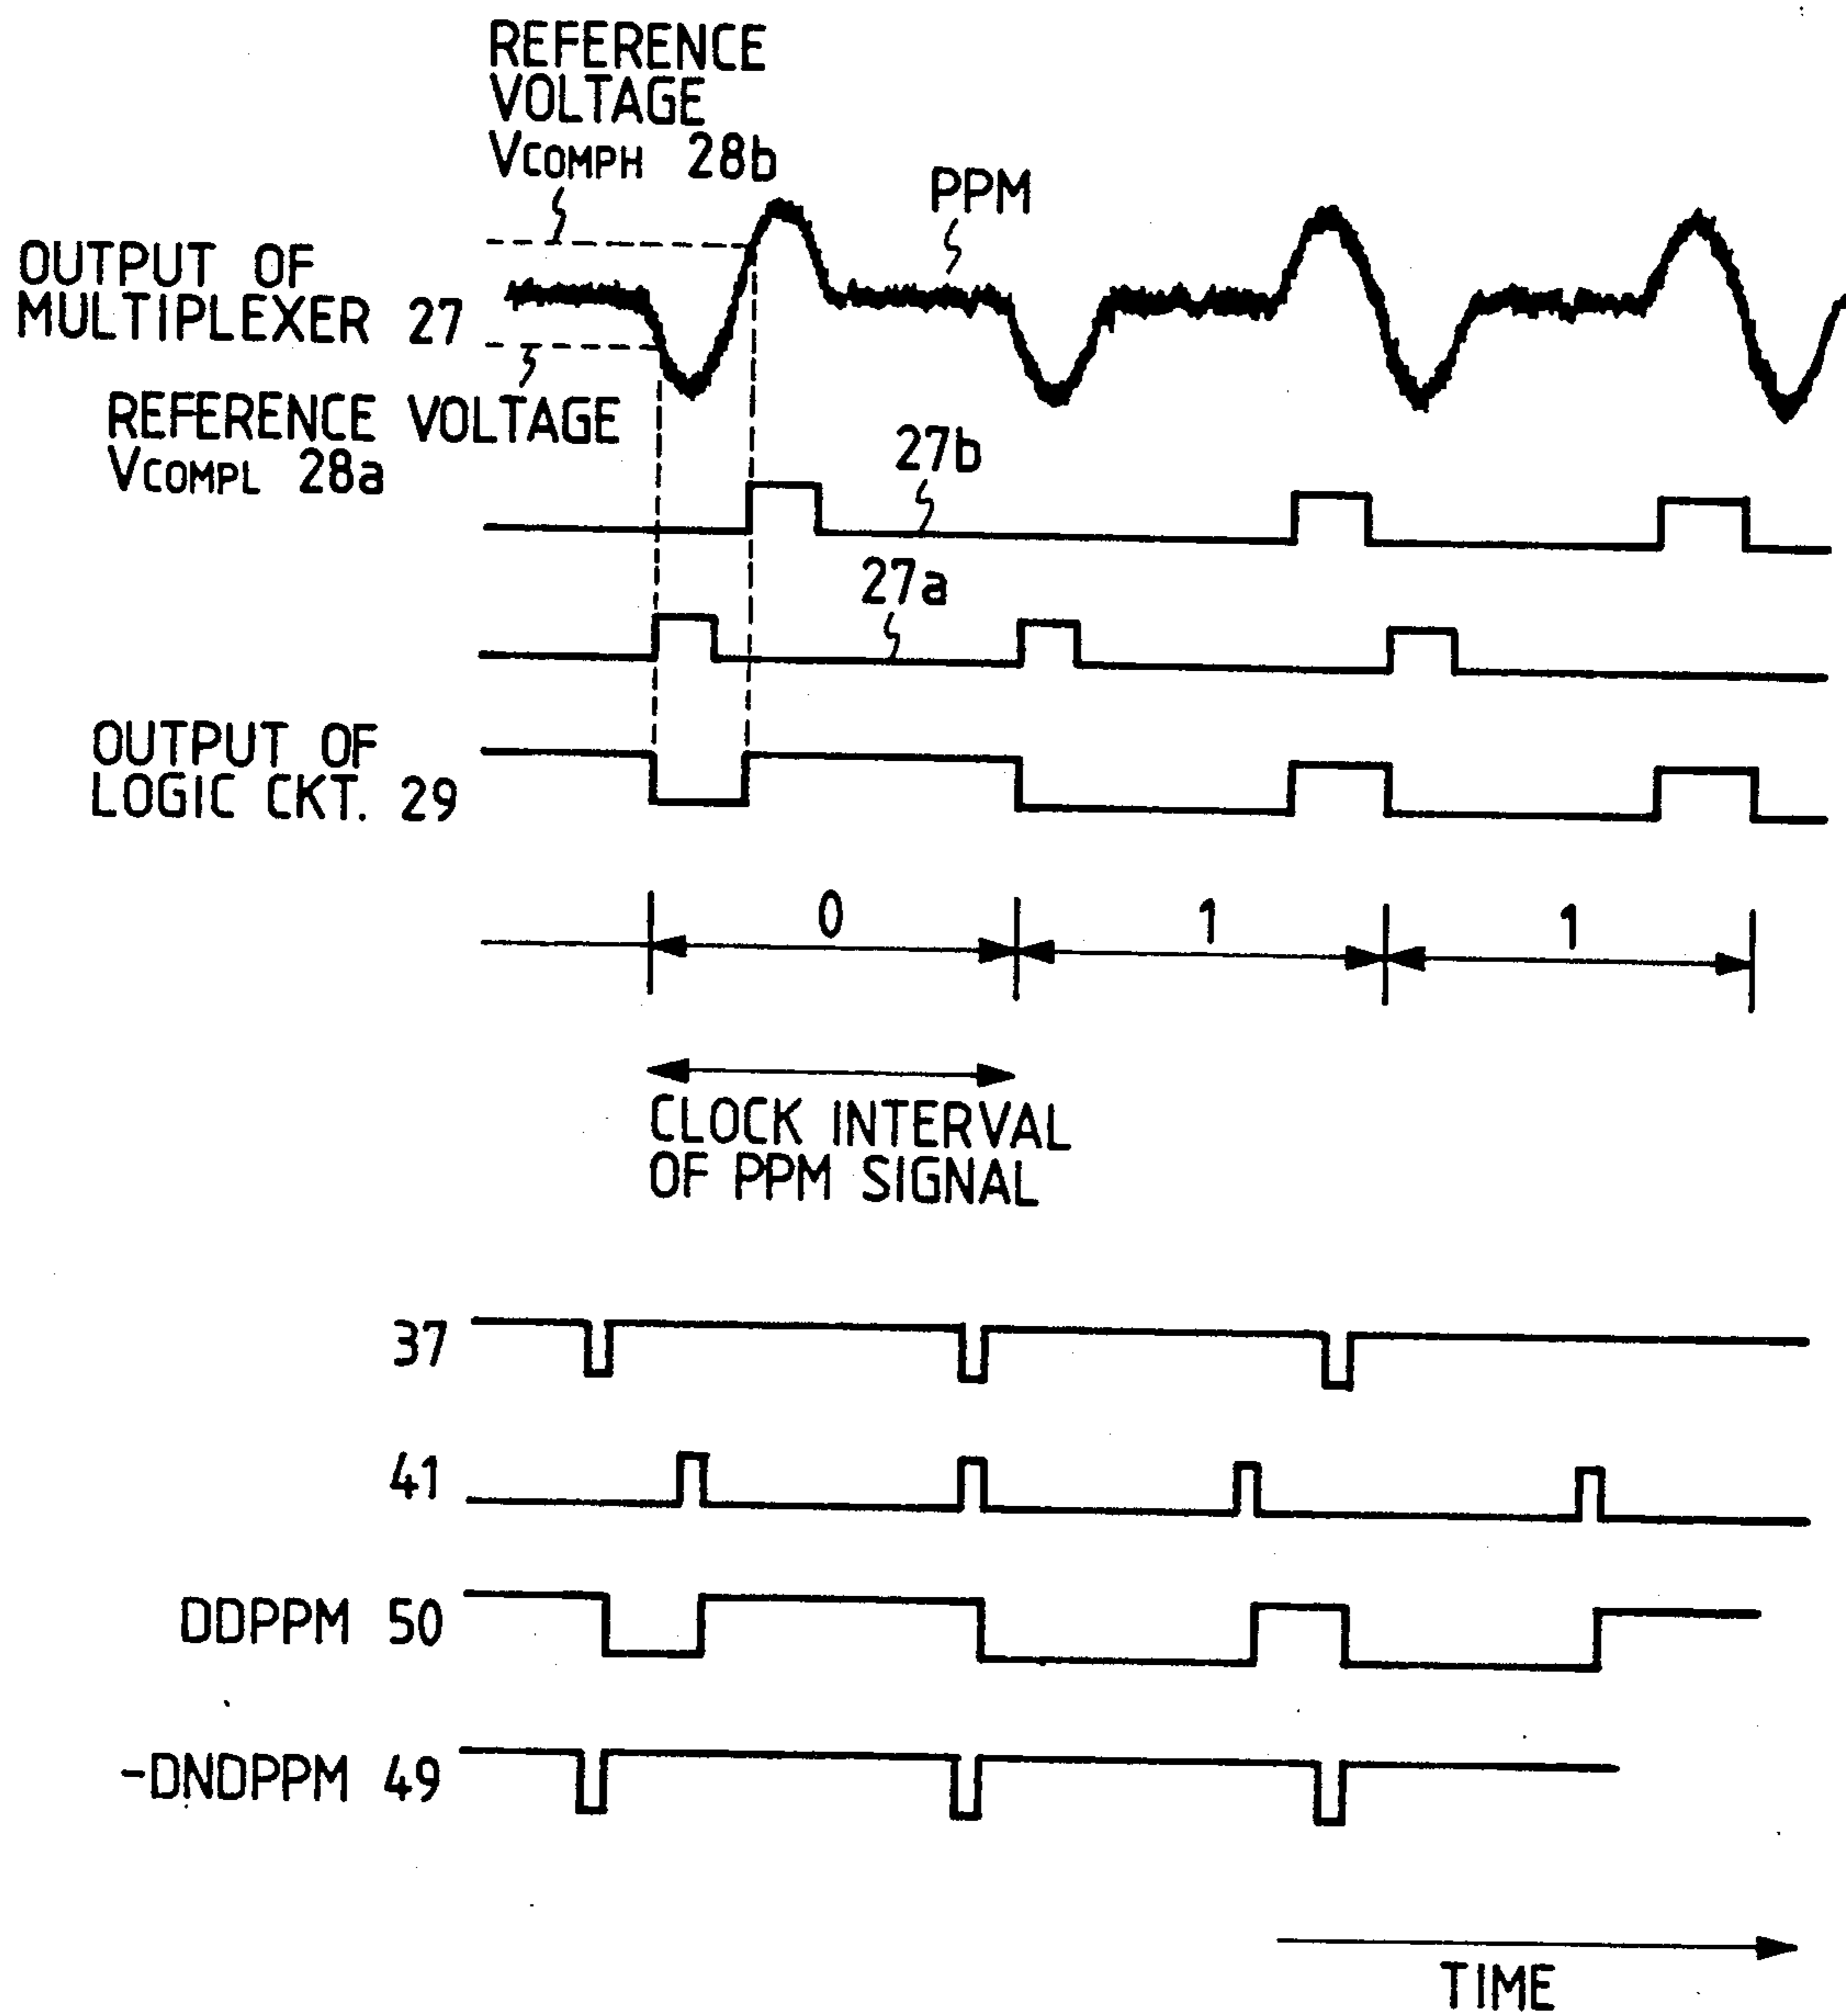 REFERENCE
VOLTAGE
VCOMPH 28b
PPM
OUTPUT OF
MULTIPLEXER 27
REFERENCE VOLTAGE
VCOMPL 28a
27b
27a
OUTPUT OF
LOGIC CKT. 29
0 1 1
CLOCK INTERVAL
OF PPM SIGNAL
37
41
DDPPM 50
-DNDPPM 49
TIME